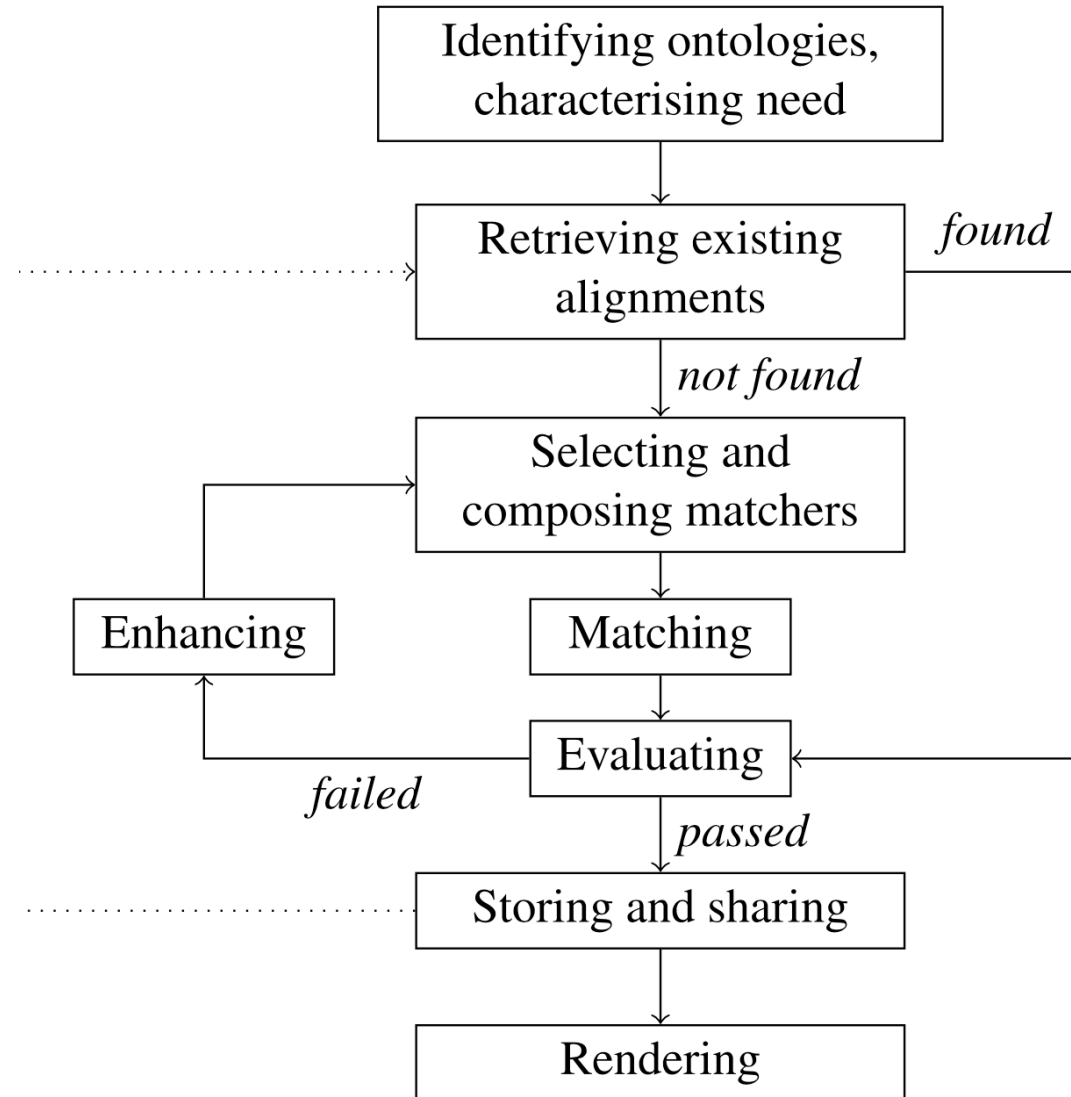 Identifying ontologies,
characterising need
Retrieving existing
alignments
found
not found
Selecting and
composing matchers
Enhancing
Matching
Evaluating
failed
passed
Storing and sharing
Rendering